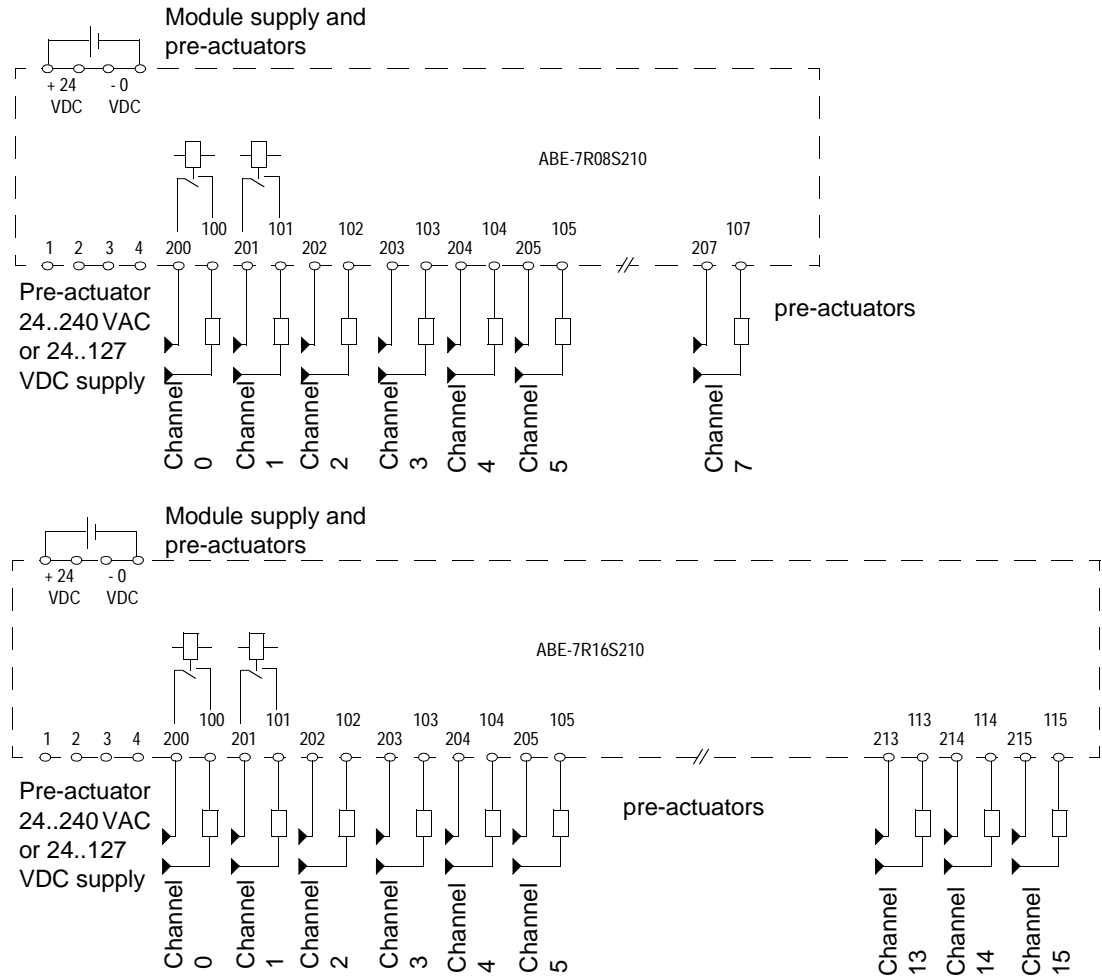 Module supply and
pre-actuators
+ 24 - 0
VDC VDC
ABE-7R08S210
100 101 102 103 104 105 107
1 2 3 4 200 201 202 203 204 205 207
Pre-actuator
24..240 VAC
or 24..127
VDC supply
pre-actuators
Channel 0
Channel 1
Channel 2
Channel 3
Channel 4
Channel 5
Channel 7
Module supply and
pre-actuators
+ 24 - 0
VDC VDC
ABE-7R16S210
100 101 102 103 104 105 113 114 115
1 2 3 4 200 201 202 203 204 205 213 214 215
Pre-actuator
24..240 VAC
or 24..127
VDC supply
pre-actuators
Channel 0
Channel 1
Channel 2
Channel 3
Channel 4
Channel 5
Channel 13
Channel 14
Channel 15